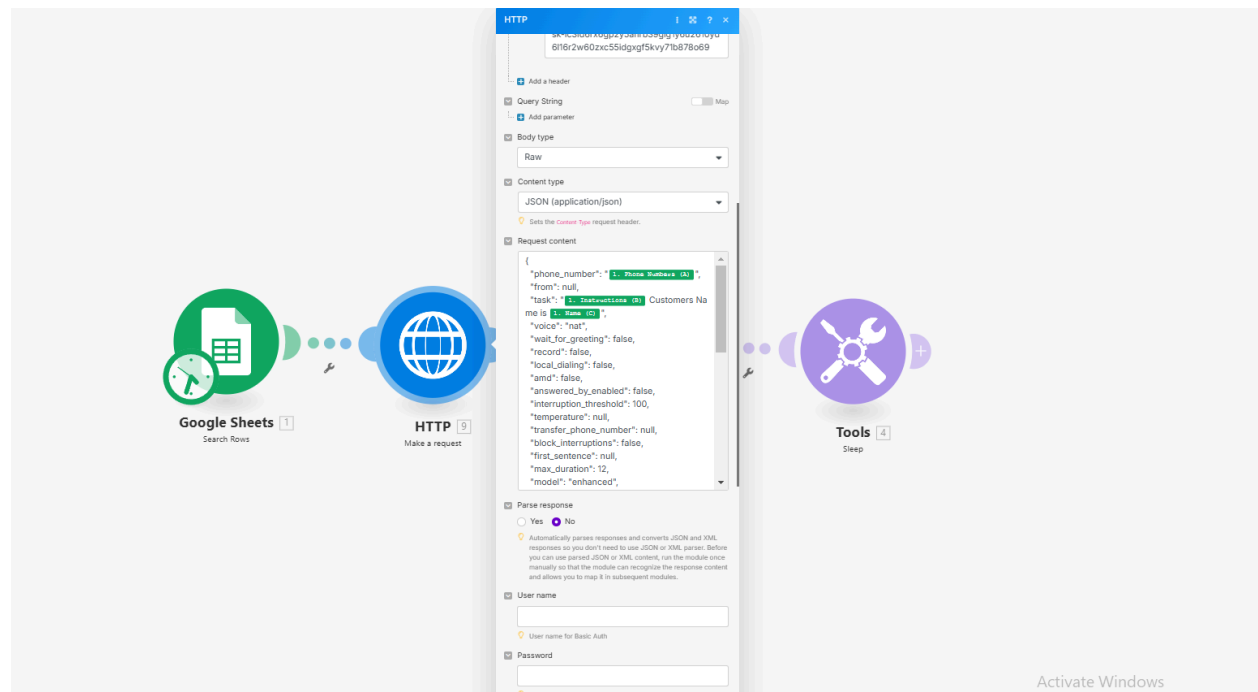 HTTP
6l16r2w60zxc55idgxgf5kvy71b878o69
Add a header
Query String
Map
Add parameter
Body type
Raw
Content type
JSON (application/json)
Sets the Content-Type request header.
Request content
{
"phone_number": "1. Phone Numbers (A)",
"from": null,
"task": "1. Instructions (B) Customers Na
me is 1. Name (C)",
"voice": "nat",
"wait_for_greeting": false,
"record": false,
"local_dialing": false,
"amd": false,
"answered_by_enabled": false,
"interruption_threshold": 100,
"temperature": null,
"transfer_phone_number": null,
"block_interruptions": false,
"first_sentence": null,
"max_duration": 12,
"model": "enhanced",
Parse response
Yes No
Automatically parses responses and converts JSON and XML
responses so you don't need to use JSON or XML parser. Before
you can use parsed JSON or XML content, run the module once
manually so that the module can recognize the response content
and allows you to map it in subsequent modules.
User name
User name for Basic Auth
Password
Google Sheets 1
Search Rows
HTTP 9
Make a request
Tools 4
Sleep
Activate Windows